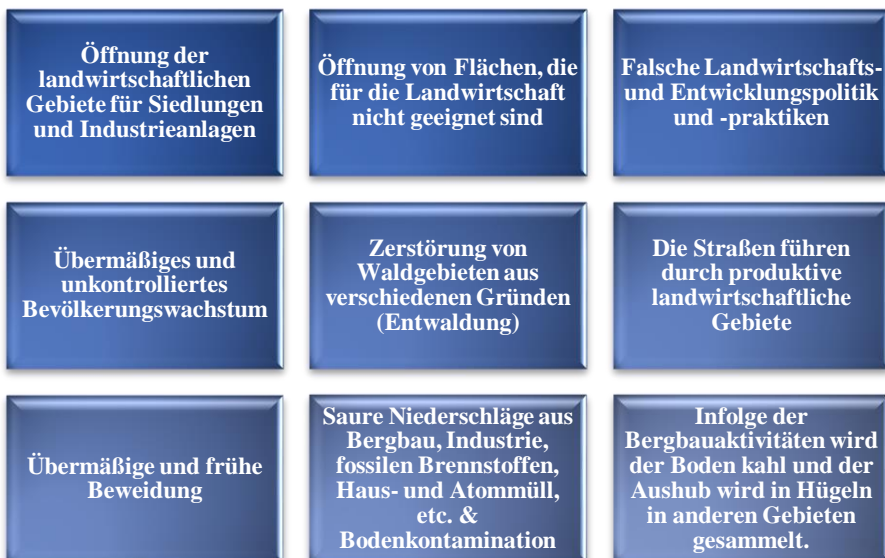 Öffnung der
landwirtschaftlichen
Gebiete für Siedlungen
und Industrieanlagen
Öffnung von Flächen, die
für die Landwirtschaft
nicht geeignet sind
Falsche Landwirtschafts-
und Entwicklungspolitik
und -praktiken
Übermäßiges und
unkontrolliertes
Bevölkerungswachstum
Zerstörung von
Waldgebieten aus
verschiedenen Gründen
(Entwaldung)
Die Straßen führen
durch produktive
landwirtschaftliche
Gebiete
Übermäßige und frühe
Beweidung
Saure Niederschläge aus
Bergbau, Industrie,
fossilen Brennstoffen,
Haus- und Atommüll,
etc. &
Bodenkontamination
Infolge der
Bergbauaktivitäten wird
der Boden kahl und der
Aushub wird in Hügeln
in anderen Gebieten
gesammelt.